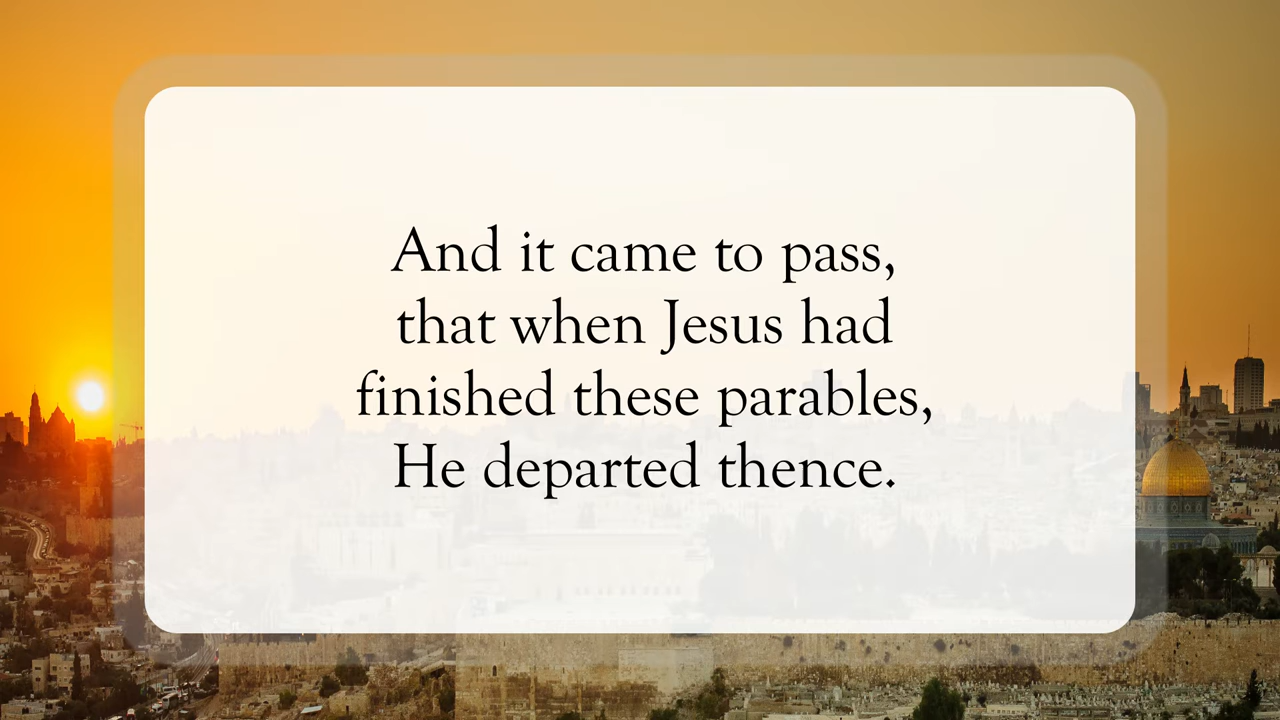 And it came to pass,
that when Jesus had
finished these parables,
He departed thence.